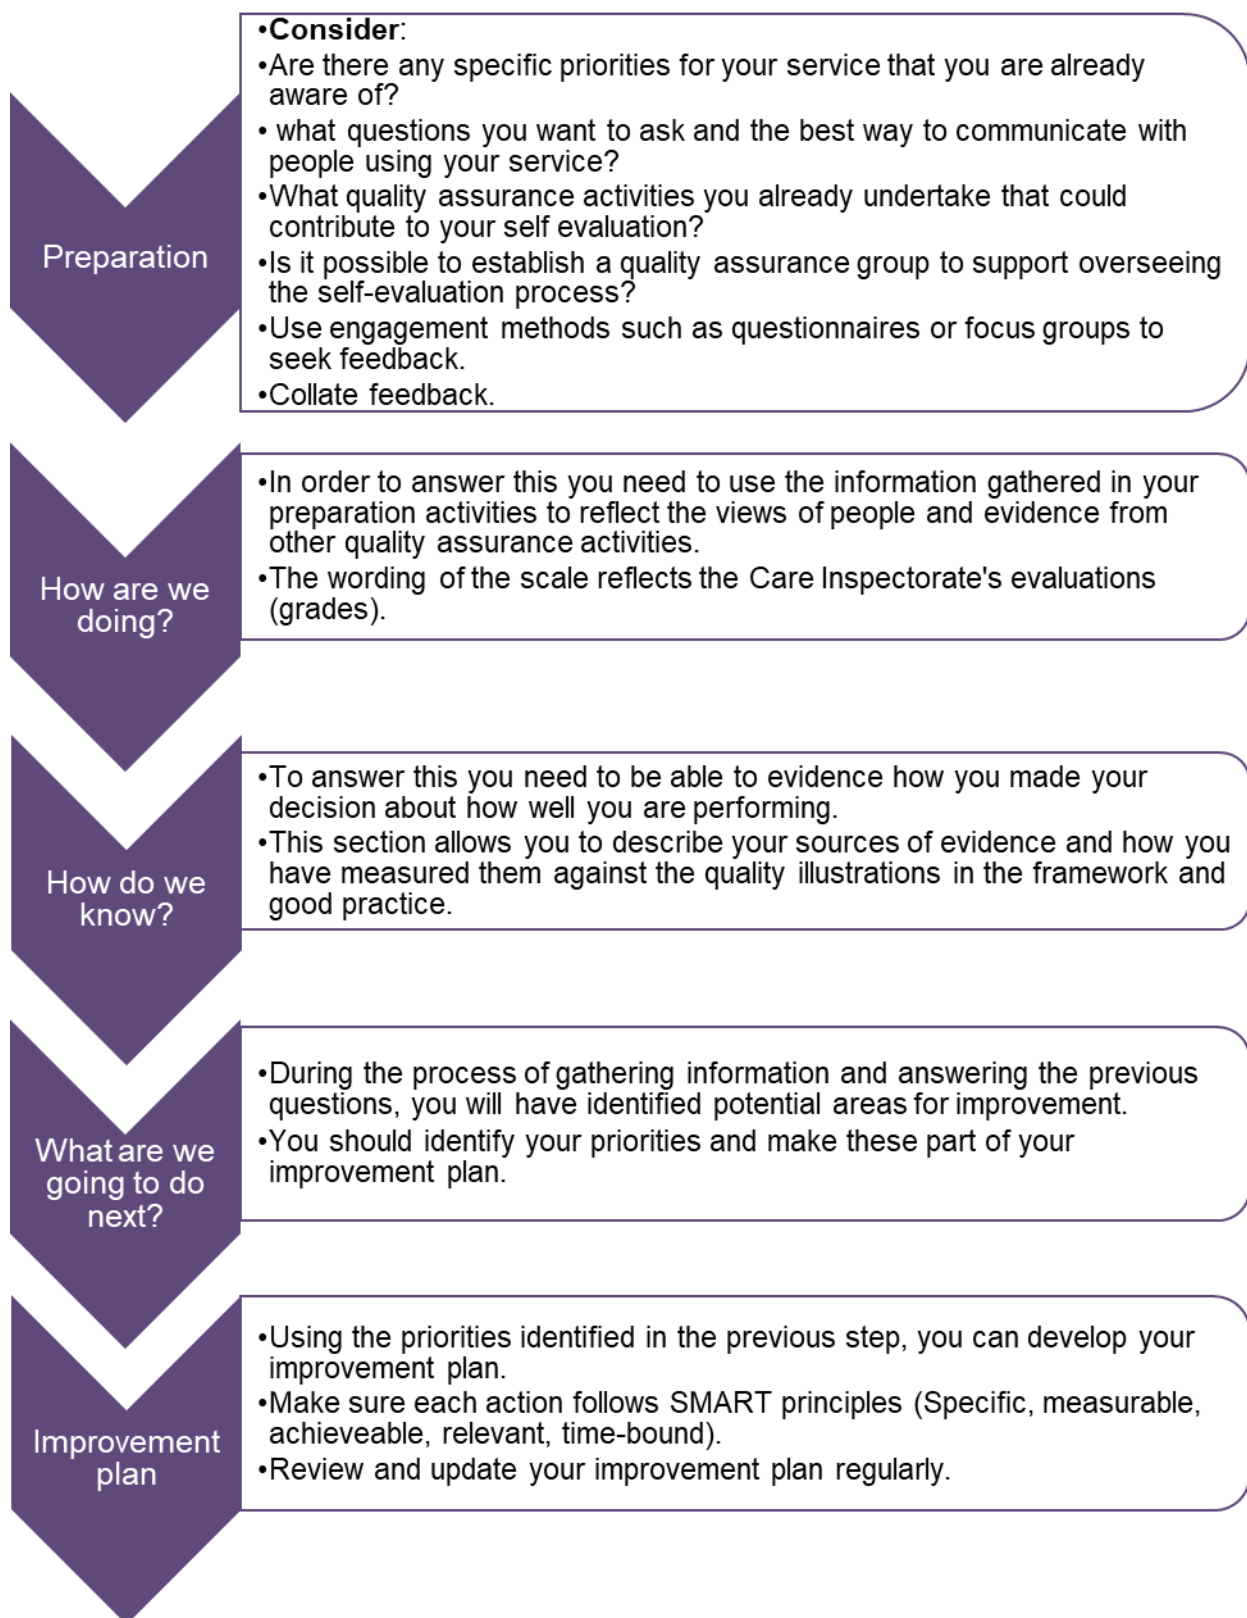 Preparation
•Consider:
•Are there any specific priorities for your service that you are already
aware of?
• what questions you want to ask and the best way to communicate with
people using your service?
•What quality assurance activities you already undertake that could
contribute to your self evaluation?
•Is it possible to establish a quality assurance group to support overseeing
the self-evaluation process?
•Use engagement methods such as questionnaires or focus groups to
seek feedback.
•Collate feedback.
How are we
doing?
•In order to answer this you need to use the information gathered in your
preparation activities to reflect the views of people and evidence from
other quality assurance activities.
•The wording of the scale reflects the Care Inspectorate's evaluations
(grades).
How do we
know?
•To answer this you need to be able to evidence how you made your
decision about how well you are performing.
•This section allows you to describe your sources of evidence and how you
have measured them against the quality illustrations in the framework and
good practice.
What are we
going to do
next?
•During the process of gathering information and answering the previous
questions, you will have identified potential areas for improvement.
•You should identify your priorities and make these part of your
improvement plan.
Improvement
plan
•Using the priorities identified in the previous step, you can develop your
improvement plan.
•Make sure each action follows SMART principles (Specific, measurable,
achieveable, relevant, time-bound).
•Review and update your improvement plan regularly.